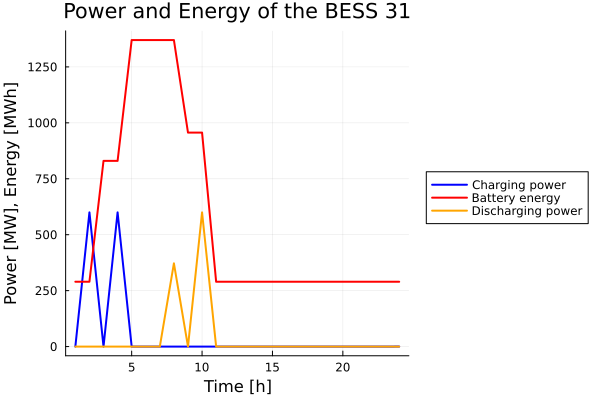 Power and Energy of the BESS 31
Power [MW], Energy [MWh]
1250
1000
750
500
250
0
5
10
15
20
Time [h]
Charging power
Battery energy
Discharging power